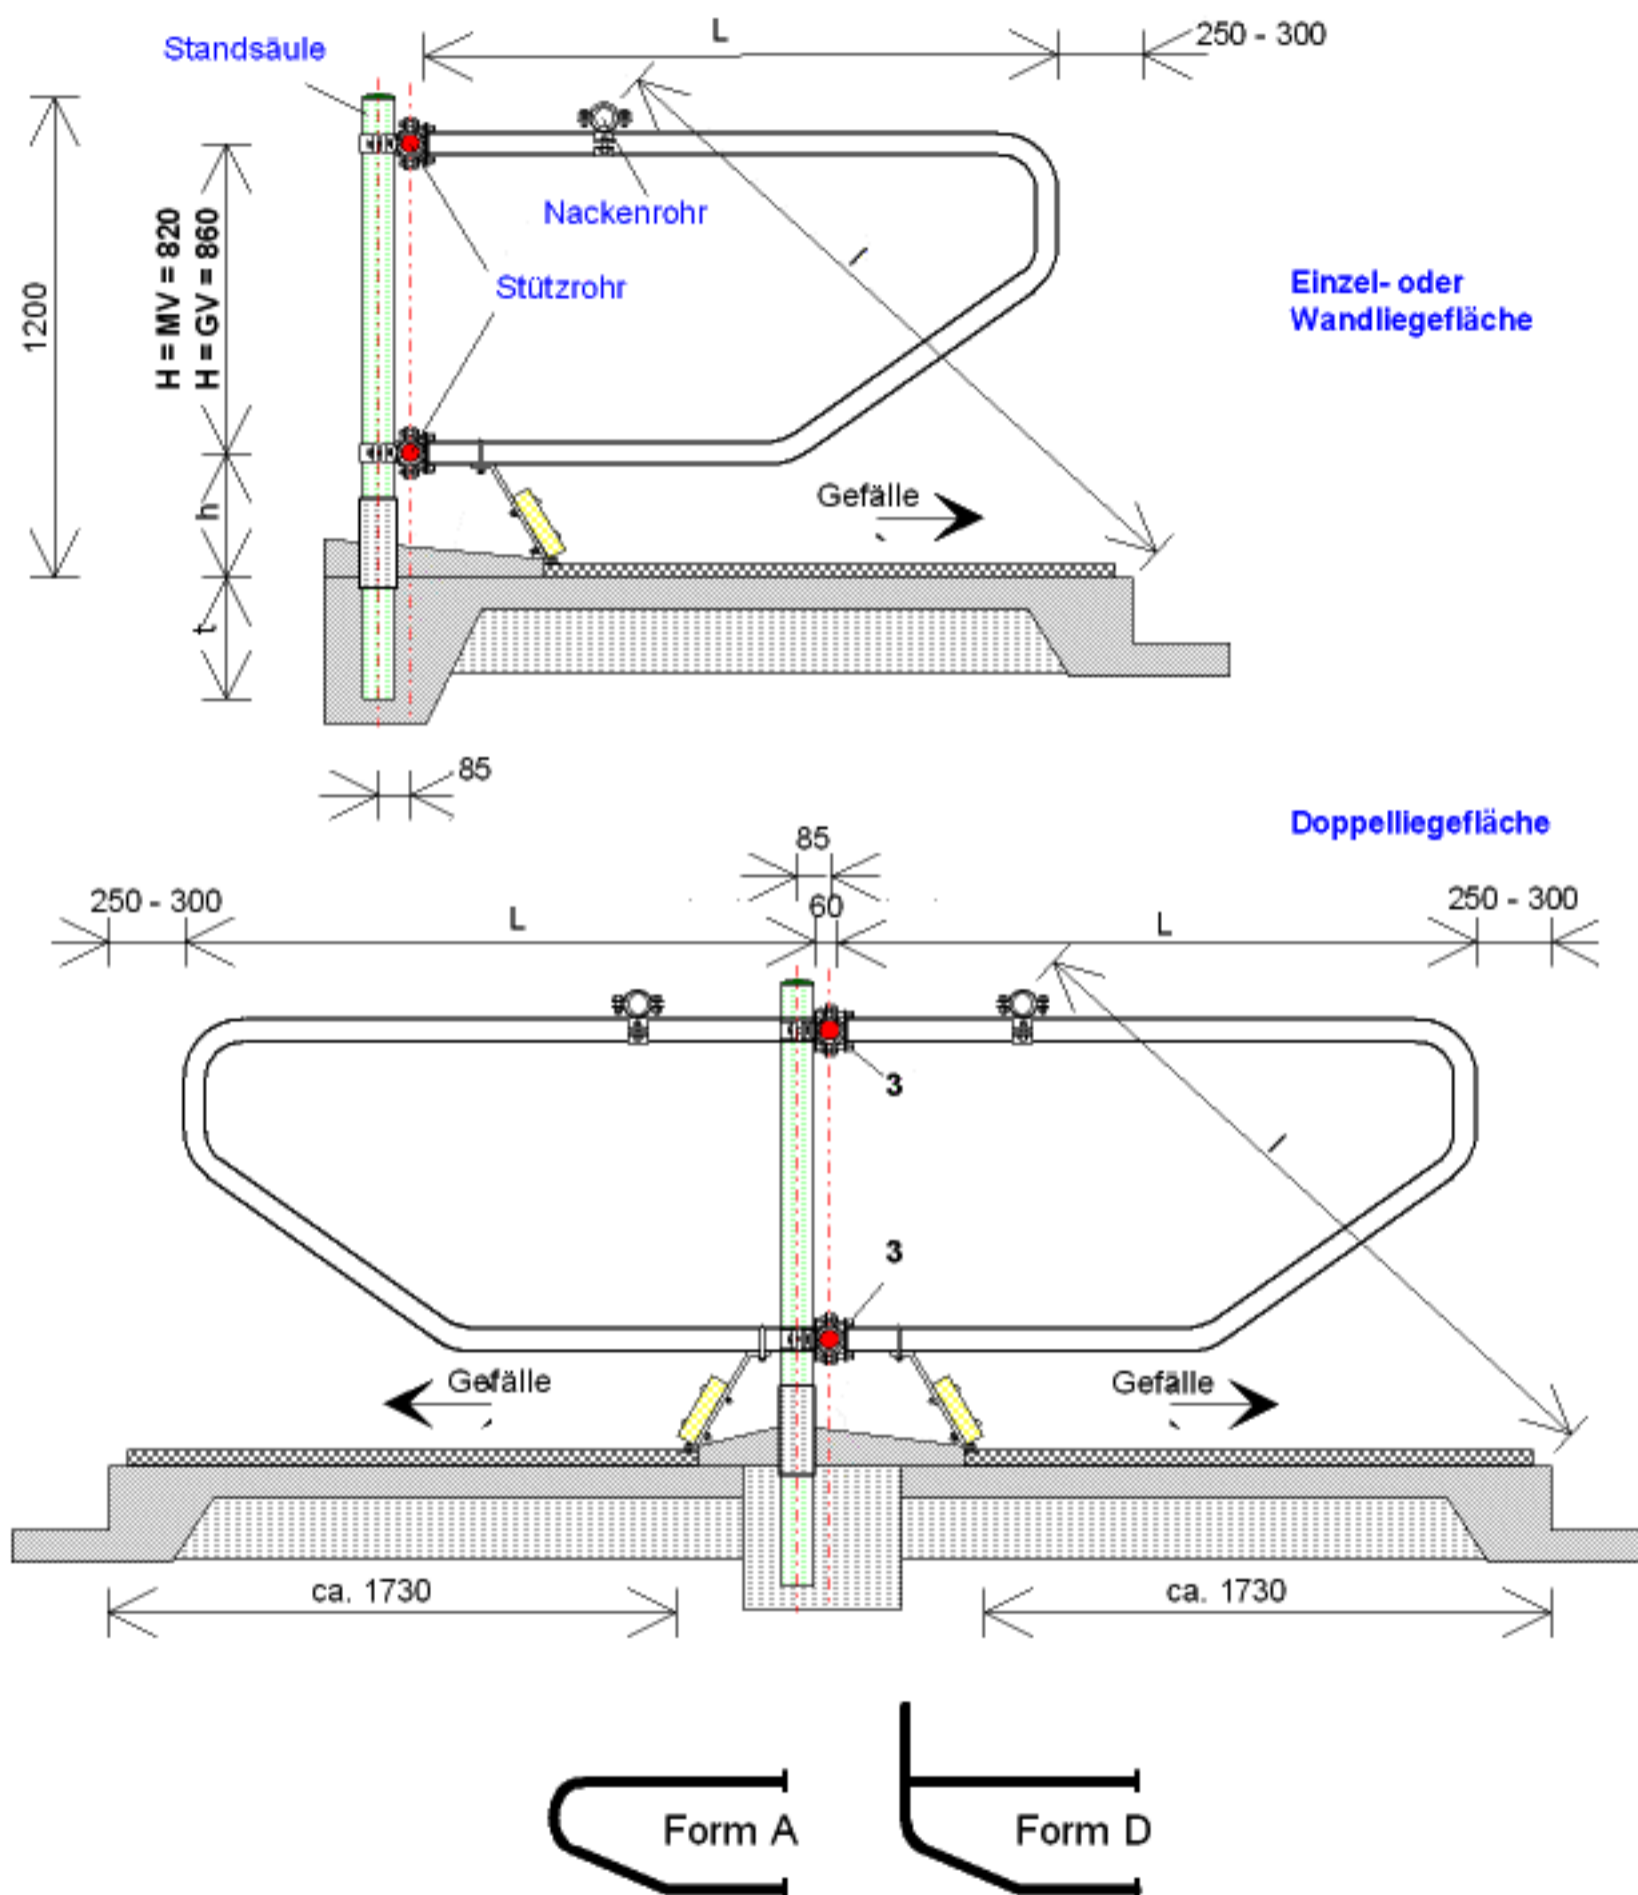 Standsäule
L
250 - 300
1200
H = MV = 820
H = GV = 860
Nackenrohr
Stützrohr
l
Einzel- oder
Wandliegefläche
h
Gefälle
t
85
Doppelliegefläche
85
250 - 300
L
60
L
250 - 300
3
l
3
Gefälle
Gefälle
ca. 1730
ca. 1730
Form A
Form D